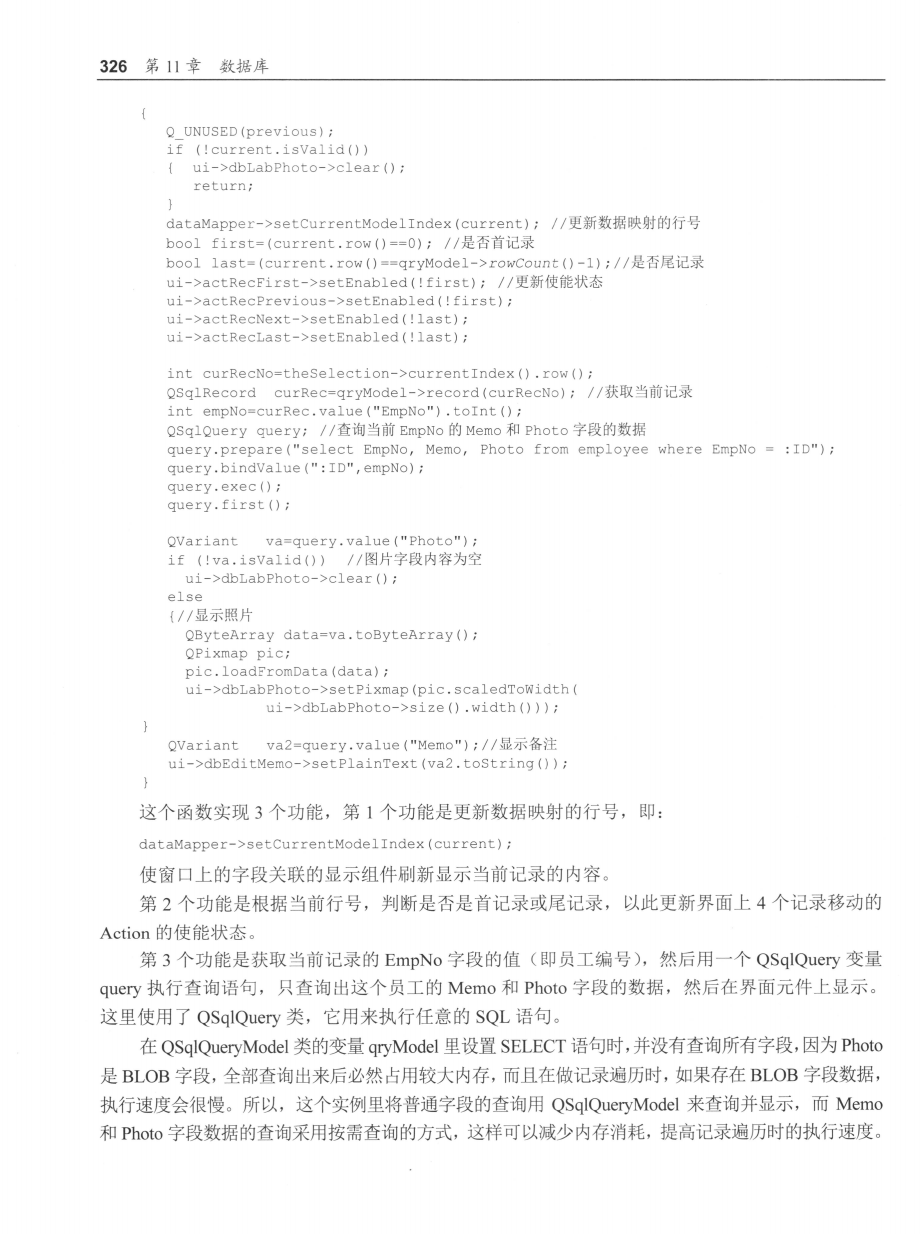 326 第 11 章 数据库
{
Q_UNUSED(previous);
if (!current.isValid())
{ ui->dbLabPhoto->clear();
return;
}
dataMapper->setCurrentModelIndex(current); //更新数据映射的行号
bool first=(current.row()==0); //是否首记录
bool last=(current.row()==qryModel->rowCount()-1);//是否尾记录
ui->actRecFirst->setEnabled(!first); //更新使能状态
ui->actRecPrevious->setEnabled(!first);
ui->actRecNext->setEnabled(!last);
ui->actRecLast->setEnabled(!last);
int curRecNo=theSelection->currentIndex().row();
QSqlRecord curRec=qryModel->record(curRecNo); //获取当前记录
int empNo=curRec.value("EmpNo").toInt();
QSqlQuery query; //查询当前 EmpNo 的 Memo 和 Photo 字段的数据
query.prepare("select EmpNo, Memo, Photo from employee where EmpNo = :ID");
query.bindValue(":ID",empNo);
query.exec();
query.first();
QVariant va=query.value("Photo");
if (!va.isValid()) //图片字段内容为空
ui->dbLabPhoto->clear();
else
{//显示照片
QByteArray data=va.toByteArray();
QPixmap pic;
pic.loadFromData(data);
ui->dbLabPhoto->setPixmap(pic.scaledToWidth(
ui->dbLabPhoto->size().width()));
}
QVariant va2=query.value("Memo");//显示备注
ui->dbEditMemo->setPlainText(va2.toString());
}
这个函数实现 3 个功能，第 1 个功能是更新数据映射的行号，即：
dataMapper->setCurrentModelIndex(current);
使窗口上的字段关联的显示组件刷新显示当前记录的内容。
第 2 个功能是根据当前行号，判断是否是首记录或尾记录，以此更新界面上 4 个记录移动的
Action 的使能状态。
第 3 个功能是获取当前记录的 EmpNo 字段的值（即员工编号），然后用一个 QSqlQuery 变量
query 执行查询语句，只查询出这个员工的 Memo 和 Photo 字段的数据，然后在界面元件上显示。
这里使用了 QSqlQuery 类，它用来执行任意的 SQL 语句。
在 QSqlQueryModel 类的变量 qryModel 里设置 SELECT 语句时，并没有查询所有字段，因为 Photo
是 BLOB 字段，全部查询出来后必然占用较大内存，而且在做记录遍历时，如果存在 BLOB 字段数据，
执行速度会很慢。所以，这个实例里将普通字段的查询用 QSqlQueryModel 来查询并显示，而 Memo
和 Photo 字段数据的查询采用按需查询的方式，这样可以减少内存消耗，提高记录遍历时的执行速度。